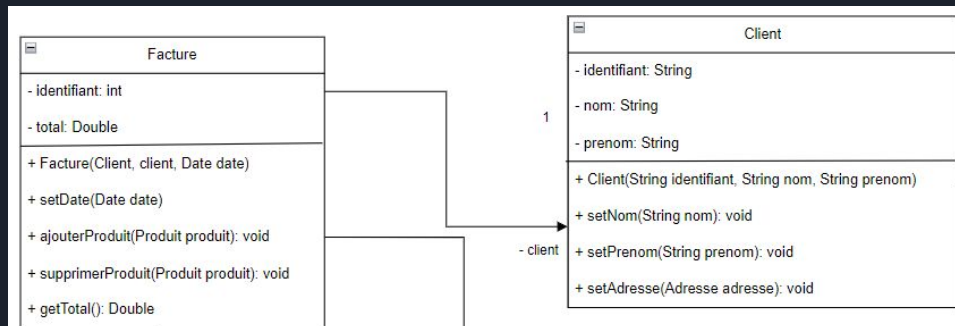 Facture
- identifiant: int
- total: Double
+ Facture(Client, client, Date date)
+ setDate(Date date)
+ ajouterProduit(Produit produit): void
+ supprimerProduit(Produit produit): void
+ getTotal(): Double
1
- client
Client
- identifiant: String
- nom: String
- prenom: String
+ Client(String identifiant, String nom, String prenom)
+ setNom(String nom): void
+ setPrenom(String prenom): void
+ setAdresse(Adresse adresse): void